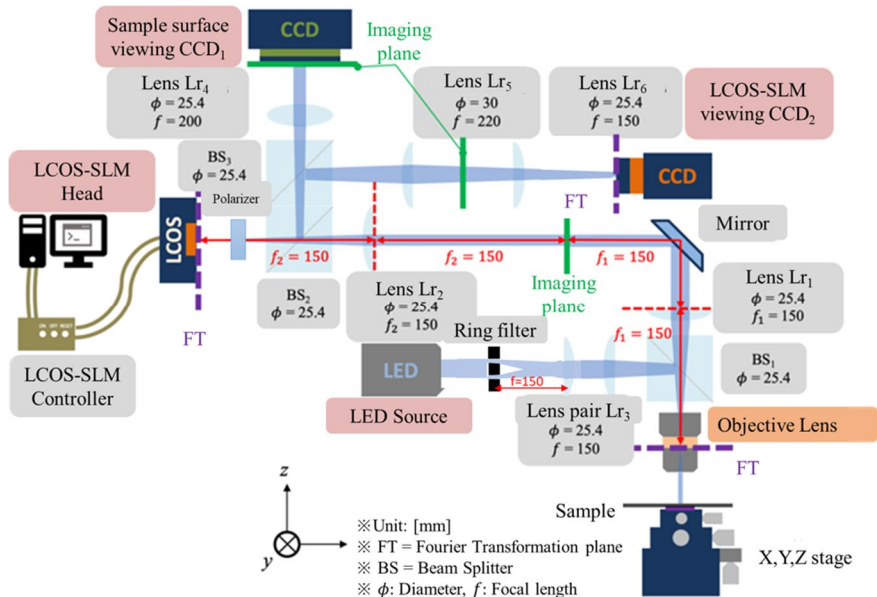 Sample surface
viewing CCD₁
CCD
Imaging
plane
Lens Lr₄
ϕ = 25.4
f = 200
Lens Lr₅
ϕ = 30
f = 220
Lens Lr₆
ϕ = 25.4
f = 150
LCOS-SLM
viewing CCD₂
BS₃
ϕ = 25.4
LCOS-SLM
Head
Polarizer
FT
CCD
LCOS
Mirror
f₂ = 150
f₂ = 150
f₁ = 150
Imaging
plane
FT
BS₂
ϕ = 25.4
Lens Lr₂
ϕ = 25.4
f₂ = 150
Lens Lr₁
ϕ = 25.4
f₁ = 150
f₁ = 150
ON OFF RESET
Ring filter
LCOS-SLM
Controller
LED
f=150
BS₁
ϕ = 25.4
LED Source
Lens pair Lr₃
ϕ = 25.4
f = 150
Objective Lens
FT
z
x
y
Sample
X,Y,Z stage
※Unit: [mm]
※ FT = Fourier Transformation plane
※ BS = Beam Splitter
※ ϕ: Diameter, f: Focal length